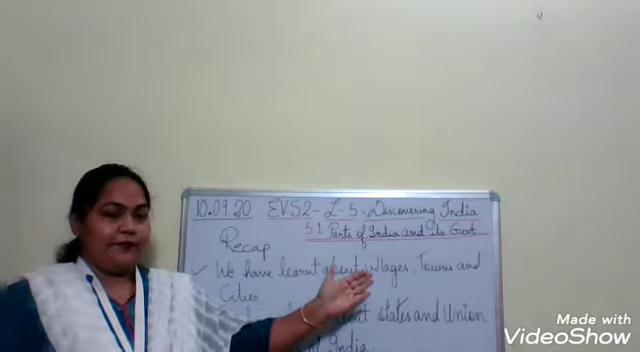 10.09.20 EVS2 - L - 5 - Discovering India
5.1 Parts of India and its Govt.
Recap
✓ We have learnt about villages, Towns and
Cities
states and Union
India.
Made with
VideoShow